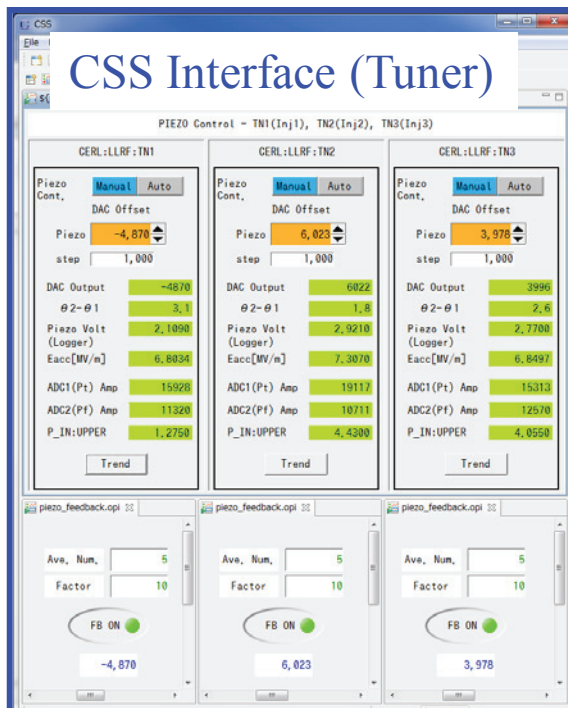 CSS
File
CSS Interface (Tuner)
PIEZO Control - TN1(Inj1), TN2(Inj2), TN3(Inj3)
CERL:LLRF:TN1 CERL:LLRF:TN2 CERL:LLRF:TN3
Piezo Cont. Manual Auto Piezo Cont. Manual Auto Piezo Cont. Manual Auto
DAC Offset DAC Offset DAC Offset
Piezo -4,870 Piezo 6,023 Piezo 3,978
step 1,000 step 1,000 step 1,000
DAC Output -4870 DAC Output 6022 DAC Output 3996
θ2-θ1 3.1 θ2-θ1 1.8 θ2-θ1 2.6
Piezo Volt 2.1090 Piezo Volt 2.9210 Piezo Volt 2.7700
(Logger) (Logger) (Logger)
Eacc[MV/m] 6.8034 Eacc[MV/m] 7.3070 Eacc[MV/m] 6.8497
ADC1(Pt) Amp 15928 ADC1(Pt) Amp 19117 ADC1(Pt) Amp 15313
ADC2(Pf) Amp 11320 ADC2(Pf) Amp 10711 ADC2(Pf) Amp 12570
P_IN:UPPER 1.2750 P_IN:UPPER 4.4300 P_IN:UPPER 4.0550
Trend Trend Trend
piezo_feedback.opi piezo_feedback.opi piezo_feedback.opi
Ave. Num. 5 Ave. Num. 5 Ave. Num. 5
Factor 10 Factor 10 Factor 10
FB ON FB ON FB ON
-4,870 6,023 3,978